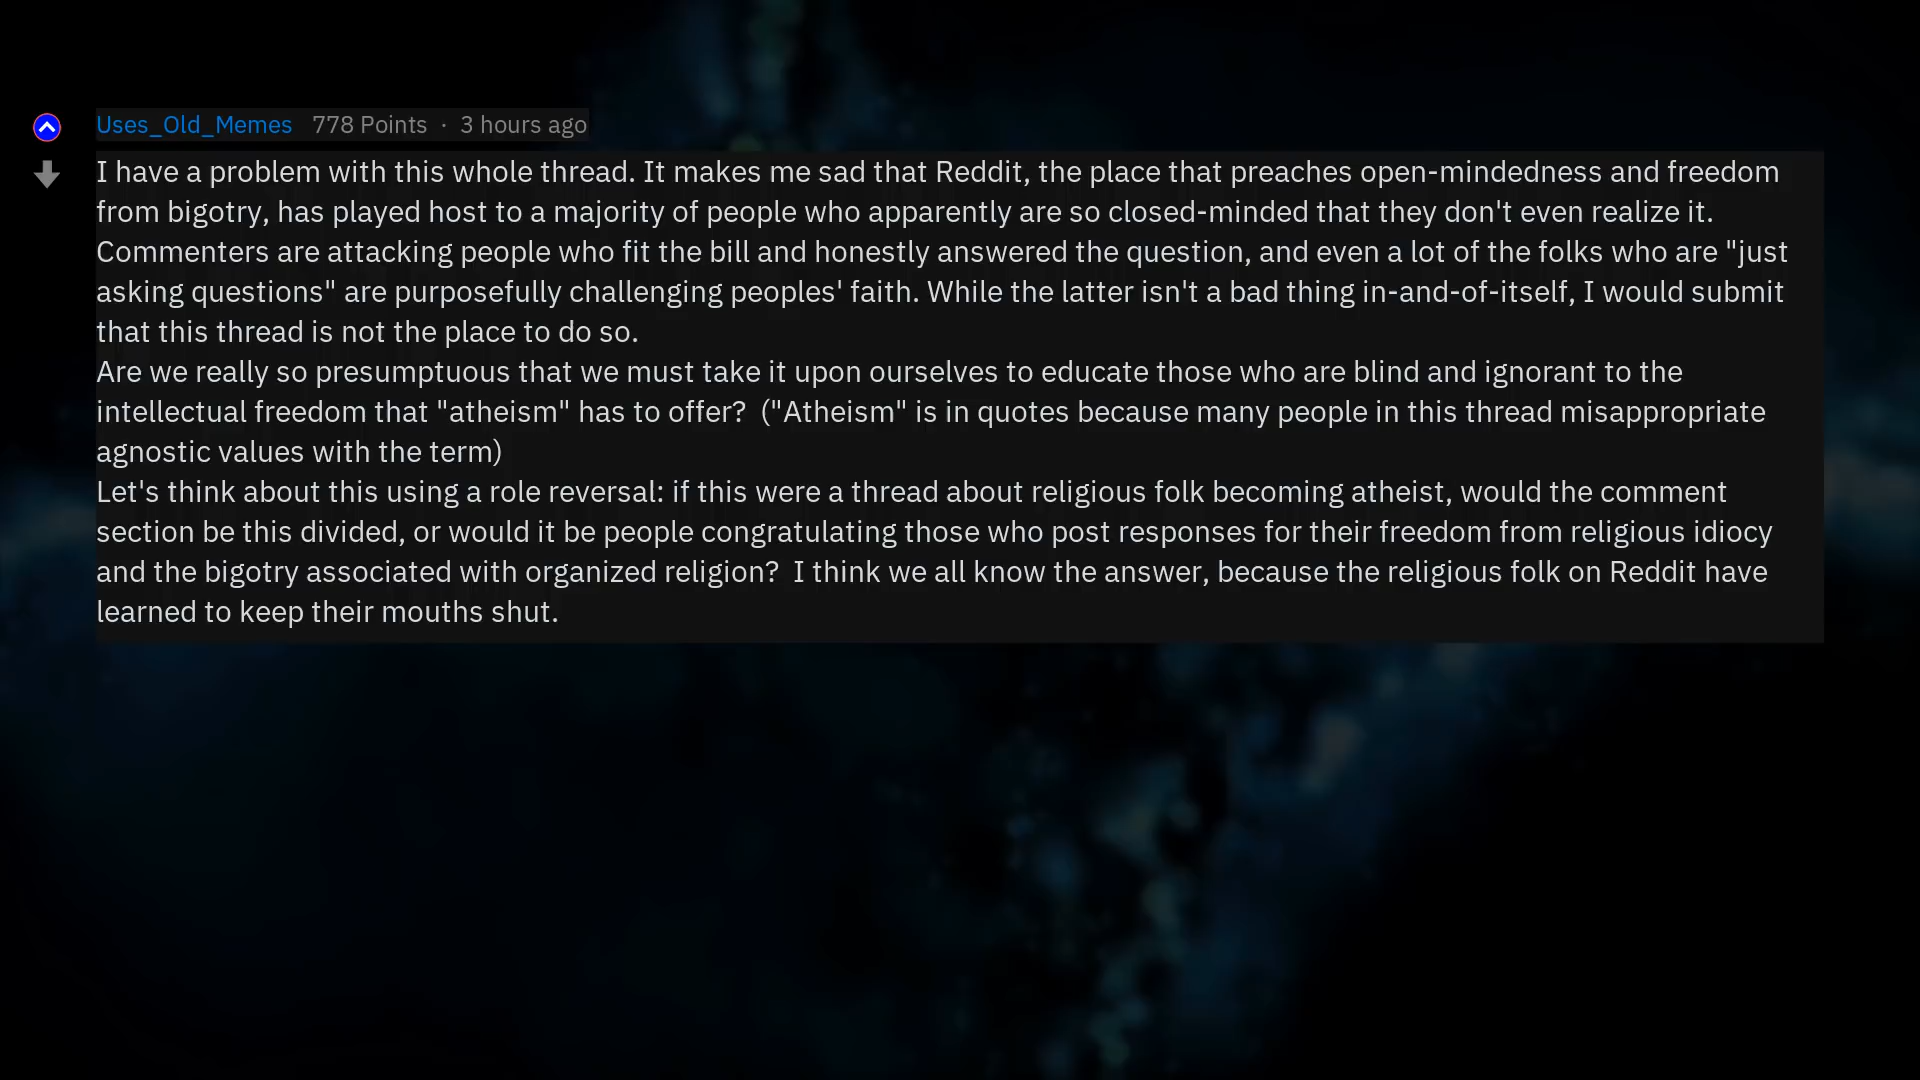 Uses_Old_Memes 778 Points · 3 hours ago
I have a problem with this whole thread. It makes me sad that Reddit, the place that preaches open-mindedness and freedom
from bigotry, has played host to a majority of people who apparently are so closed-minded that they don't even realize it.
Commenters are attacking people who fit the bill and honestly answered the question, and even a lot of the folks who are "just
asking questions" are purposefully challenging peoples' faith. While the latter isn't a bad thing in-and-of-itself, I would submit
that this thread is not the place to do so.
Are we really so presumptuous that we must take it upon ourselves to educate those who are blind and ignorant to the
intellectual freedom that "atheism" has to offer?  ("Atheism" is in quotes because many people in this thread misappropriate
agnostic values with the term)
Let's think about this using a role reversal: if this were a thread about religious folk becoming atheist, would the comment
section be this divided, or would it be people congratulating those who post responses for their freedom from religious idiocy
and the bigotry associated with organized religion?  I think we all know the answer, because the religious folk on Reddit have
learned to keep their mouths shut.